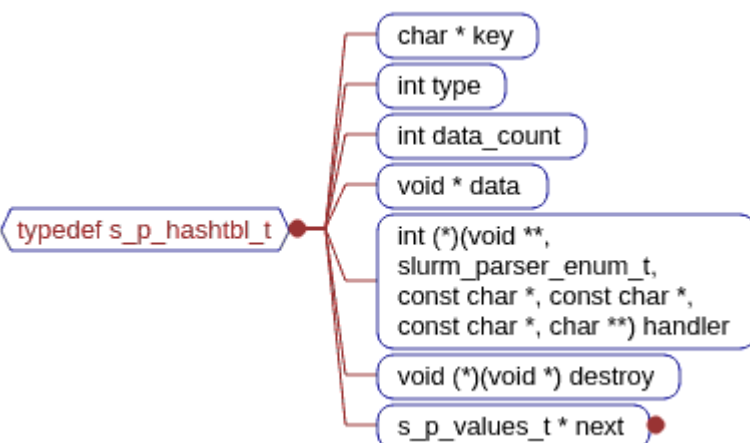 char * key
int type
int data_count
void * data
typedef s_p_hashtbl_t
int (*)(void **,
slurm_parser_enum_t,
const char *, const char *,
const char *, char **) handler
void (*)(void *) destroy
s_p_values_t * next